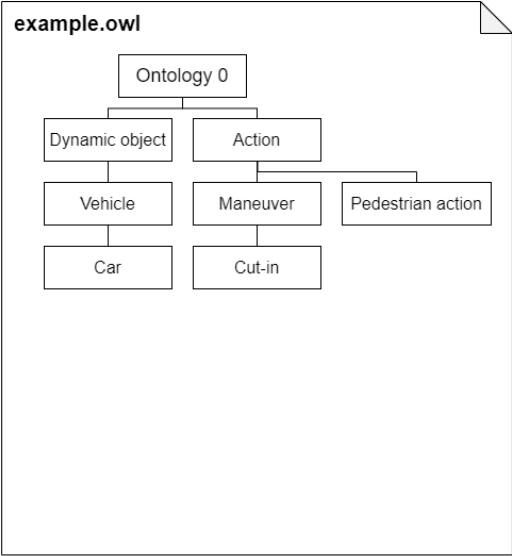 example.owl
Ontology 0
Dynamic object
Action
Vehicle
Maneuver
Pedestrian action
Car
Cut-in